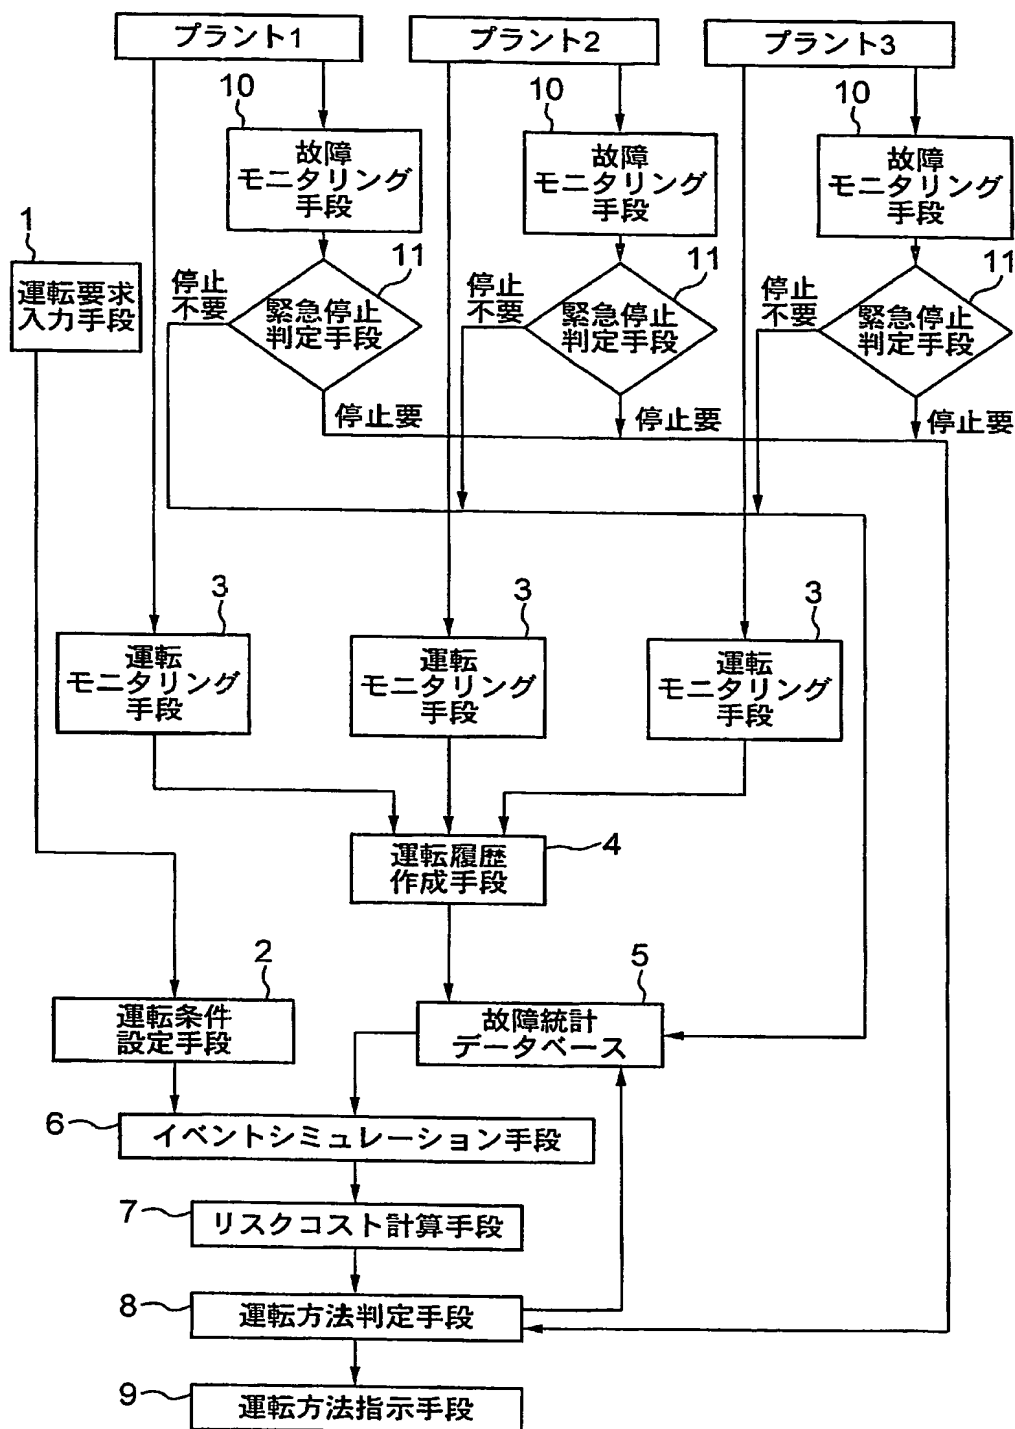 プラント1
プラント2
プラント3
10
10
10
故障
モニタリング
手段
故障
モニタリング
手段
故障
モニタリング
手段
1
運転要求
入力手段
11
11
11
停止
不要
緊急停止
判定手段
停止
不要
緊急停止
判定手段
停止
不要
緊急停止
判定手段
停止要
停止要
停止要
3
3
3
運転
モニタリング
手段
運転
モニタリング
手段
運転
モニタリング
手段
運転履歴
作成手段
4
2
運転条件
設定手段
5
故障統計
データベース
6
イベントシミュレーション手段
7
リスクコスト計算手段
8
運転方法判定手段
9
運転方法指示手段